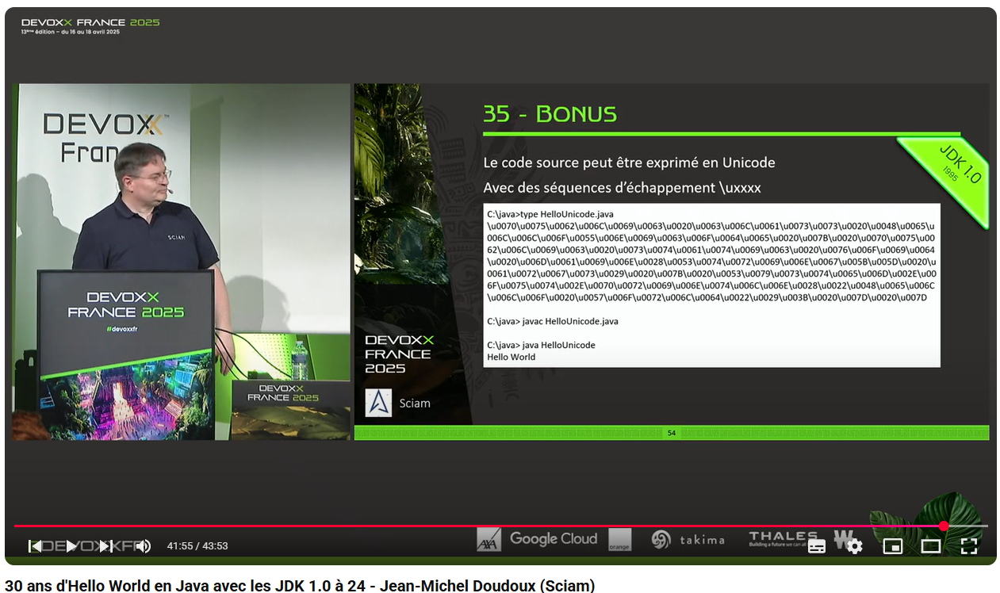 DEVOXX FRANCE 2025
13ème édition – du 16 au 18 avril 2025
DEVOXX™
France
SCIAM
DEVOXX
FRANCE 2025
#devoxxfr
DEVOXX
FRANCE 2025
35 - Bonus
JDK 1.0
1995
Le code source peut être exprimé en Unicode
Avec des séquences d’échappement \uxxxx
C:\java>type HelloUnicode.java
\u0070\u0075\u0062\u006C\u0069\u0063\u0020\u0063\u006C\u0061\u0073\u0073\u0020\u0048\u0065\u
006C\u006C\u006F\u0055\u006E\u0069\u0063\u006F\u0064\u0065\u0020\u007B\u0020\u0070\u0075\u00
62\u006C\u0069\u0063\u0020\u0073\u0074\u0061\u0074\u0069\u0063\u0020\u0076\u006F\u0069\u0064
\u0020\u006D\u0061\u0069\u006E\u0028\u0053\u0074\u0072\u0069\u006E\u0067\u005B\u005D\u0020\u
0061\u0072\u0067\u0073\u0029\u0020\u007B\u0020\u0053\u0079\u0073\u0074\u0065\u006D\u002E\u00
6F\u0075\u0074\u002E\u0070\u0072\u0069\u006E\u0074\u006C\u006E\u0028\u0022\u0048\u0065\u006C
\u006C\u006F\u0020\u0057\u006F\u0072\u006C\u0064\u0022\u0029\u003B\u0020\u007D\u0020\u007D
C:\java> javac HelloUnicode.java
C:\java> java HelloUnicode
Hello World
DEVOXX
FRANCE
2025
Sciam
54
DEVOXXFR
41:55 / 43:53
AXA
Google Cloud
orange
takima
THALES
Building a future we can all
W
30 ans d'Hello World en Java avec les JDK 1.0 à 24 - Jean-Michel Doudoux (Sciam)